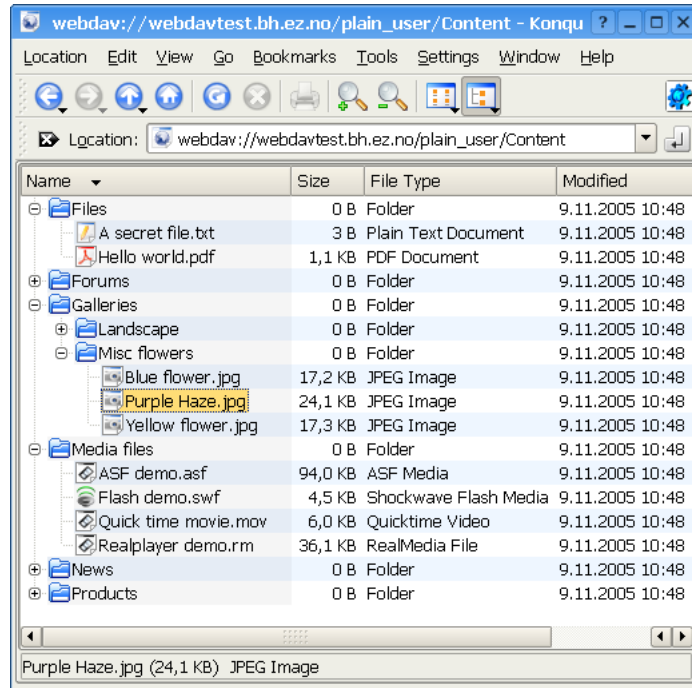 webdav://webdavtest.bh.ez.no/plain_user/Content - Konqu ?
Location Edit View Go Bookmarks Tools Settings Window Help
Location: webdav://webdavtest.bh.ez.no/plain_user/Content
Name Size File Type Modified
Files 0 B Folder 9.11.2005 10:48
A secret file.txt 3 B Plain Text Document 9.11.2005 10:48
Hello world.pdf 1,1 KB PDF Document 9.11.2005 10:48
Forums 0 B Folder 9.11.2005 10:48
Galleries 0 B Folder 9.11.2005 10:48
Landscape 0 B Folder 9.11.2005 10:48
Misc flowers 0 B Folder 9.11.2005 10:48
Blue flower.jpg 17,2 KB JPEG Image 9.11.2005 10:48
Purple Haze.jpg 24,1 KB JPEG Image 9.11.2005 10:48
Yellow flower.jpg 17,3 KB JPEG Image 9.11.2005 10:48
Media files 0 B Folder 9.11.2005 10:48
ASF demo.asf 94,0 KB ASF Media 9.11.2005 10:48
Flash demo.swf 4,5 KB Shockwave Flash Media 9.11.2005 10:48
Quick time movie.mov 6,0 KB Quicktime Video 9.11.2005 10:48
Realplayer demo.rm 36,1 KB RealMedia File 9.11.2005 10:48
News 0 B Folder 9.11.2005 10:48
Products 0 B Folder 9.11.2005 10:48
Purple Haze.jpg (24,1 KB) JPEG Image